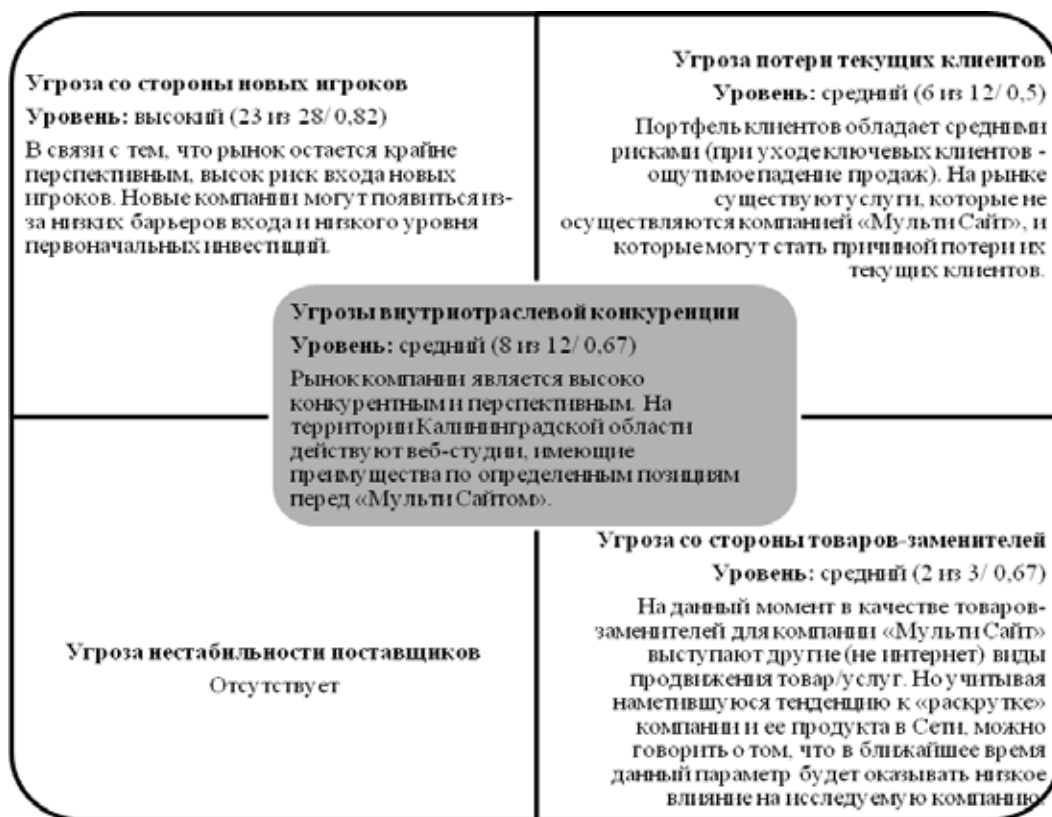 Угроза со стороны новых игроков
Уровень: высокий (23 из 28/ 0,82)
В связи с тем, что рынок остается крайне
перспективным, высок риск входа новых
игроков. Новые компании могут появиться из-
за низких барьеров входа и низкого уровня
первоначальных инвестиций.
Угроза потери текущих клиентов
Уровень: средний (6 из 12/ 0,5)
Портфель клиентов обладает средними
рисками (при уходе ключевых клиентов -
ощутимое падение продаж). На рынке
существуют услуги, которые не
осуществляются компанией «Мульти Сайт», и
которые могут стать причиной потери их
текущих клиентов.
Угрозы внутриотраслевой конкуренции
Уровень: средний (8 из 12/ 0,67)
Рынок компании является высоко
конкурентным и перспективным. На
территории Калининградской области
действуют веб-студии, имеющие
преимущества по определенным позициям
перед «Мульти Сайтом».
Угроза нестабильности поставщиков
Отсутствует
Угроза со стороны товаров-заменителей
Уровень: средний (2 из 3/ 0,67)
На данный момент в качестве товаров-
заменителей для компании «Мульти Сайт»
выступают другие (не интернет) виды
продвижения товар/услуг. Но учитывая
наметившуюся тенденцию к «раскрутке»
компании и ее продукта в Сети, можно
говорить о том, что в ближайшее время
данный параметр будет оказывать низкое
влияние на исследуемую компанию.